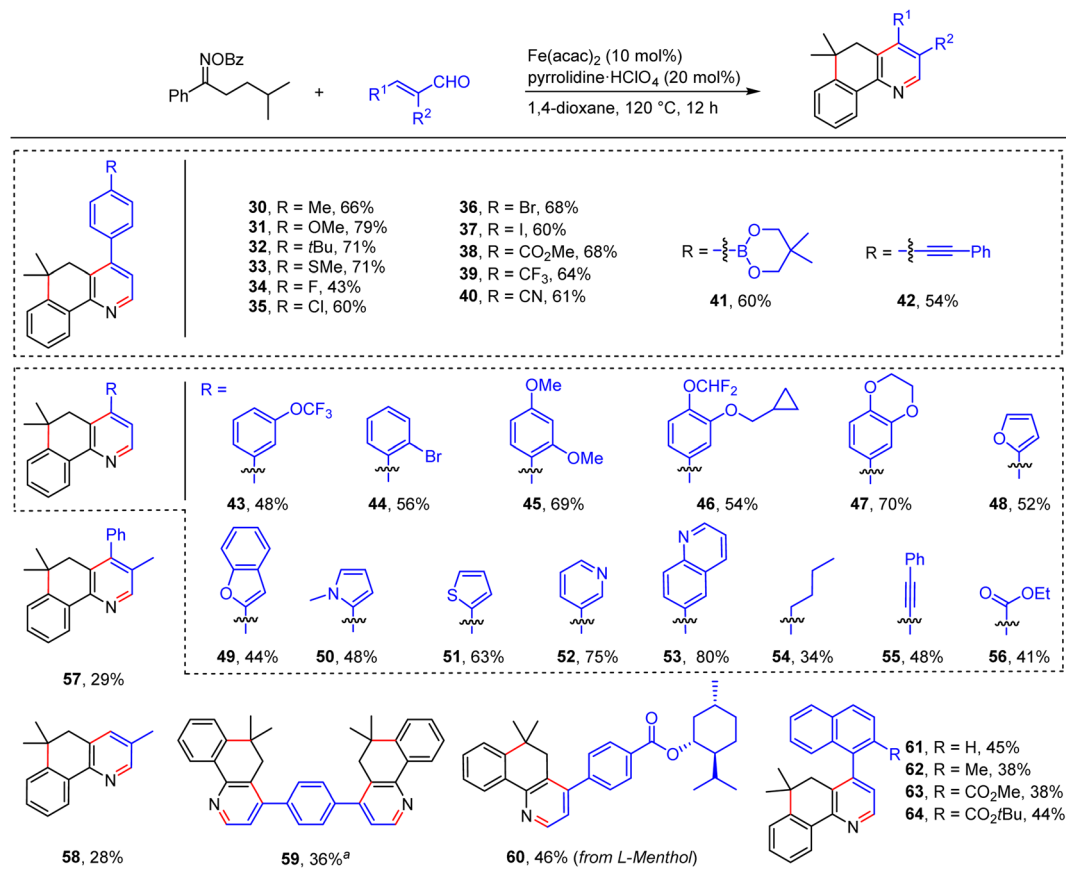 NOBz
Ph
+
R¹
CHO
R²
Fe(acac)₂ (10 mol%)
pyrrolidine·HClO₄ (20 mol%)
1,4-dioxane, 120 °C, 12 h
R¹
R²
N
R
N
30, R = Me, 66%
31, R = OMe, 79%
32, R = tBu, 71%
33, R = SMe, 71%
34, R = F, 43%
35, R = Cl, 60%
36, R = Br, 68%
37, R = I, 60%
38, R = CO₂Me, 68%
39, R = CF₃, 64%
40, R = CN, 61%
R =
B
O
O
41, 60%
R =
Ph
42, 54%
R
N
R =
OCF₃
43, 48%
Br
44, 56%
OMe
OMe
45, 69%
OCHF₂
O
46, 54%
O
O
47, 70%
O
48, 52%
Ph
N
57, 29%
O
49, 44%
N
50, 48%
S
51, 63%
N
52, 75%
N
53, 80%
54, 34%
Ph
55, 48%
O
OEt
56, 41%
N
58, 28%
N
N
59, 36%ᵃ
N
O
O
60, 46% (from L-Menthol)
R
N
61, R = H, 45%
62, R = Me, 38%
63, R = CO₂Me, 38%
64, R = CO₂tBu, 44%